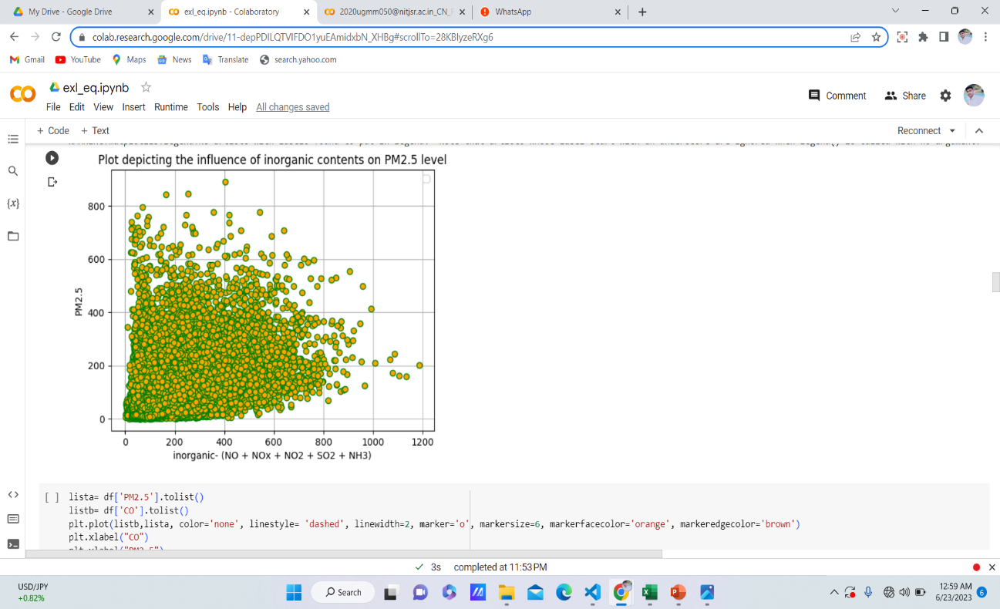 My Drive - Google Drive
exl_eq.ipynb - Colaboratory
2020ugmm050@nitjsr.ac.in_CN_
WhatsApp
colab.research.google.com/drive/11-depPDILQTVIFDO1yuEAmidxbN_XHBg#scrollTo=28KBIyzeRXg6
Gmail YouTube Maps News Translate search.yahoo.com
exl_eq.ipynb
File Edit View Insert Runtime Tools Help All changes saved
Comment Share
+ Code + Text
Reconnect
Plot depicting the influence of inorganic contents on PM2.5 level
800
600
400
200
0
PM2.5
0 200 400 600 800 1000 1200
inorganic- (NO + NOx + NO2 + SO2 + NH3)
[ ] lista= df['PM2.5'].tolist()
listb= df['CO'].tolist()
plt.plot(listb,lista, color='none', linestyle= 'dashed', linewidth=2, marker='o', markersize=6, markerfacecolor='orange', markeredgecolor='brown')
plt.xlabel("CO")
3s completed at 11:53 PM
USD/JPY
+0.82%
Search
12:59 AM
6/23/2023
6